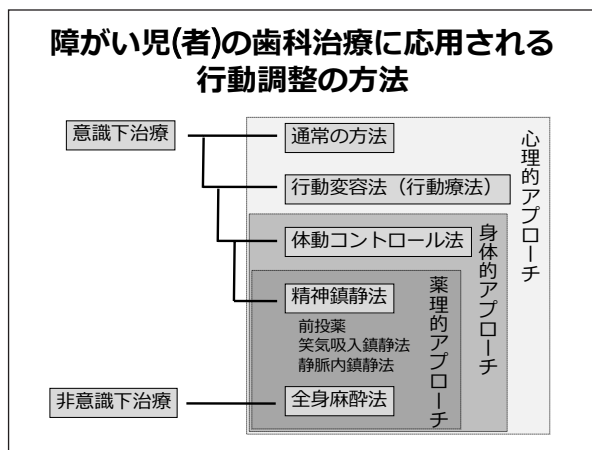 障がい児(者)の歯科治療に応用される
行動調整の方法
意識下治療
通常の方法
行動変容法（行動療法）
体動コントロール法
精神鎮静法
前投薬
笑気吸入鎮静法
静脈内鎮静法
非意識下治療
全身麻酔法
薬理的アプローチ
身体的アプローチ
心理的アプローチ